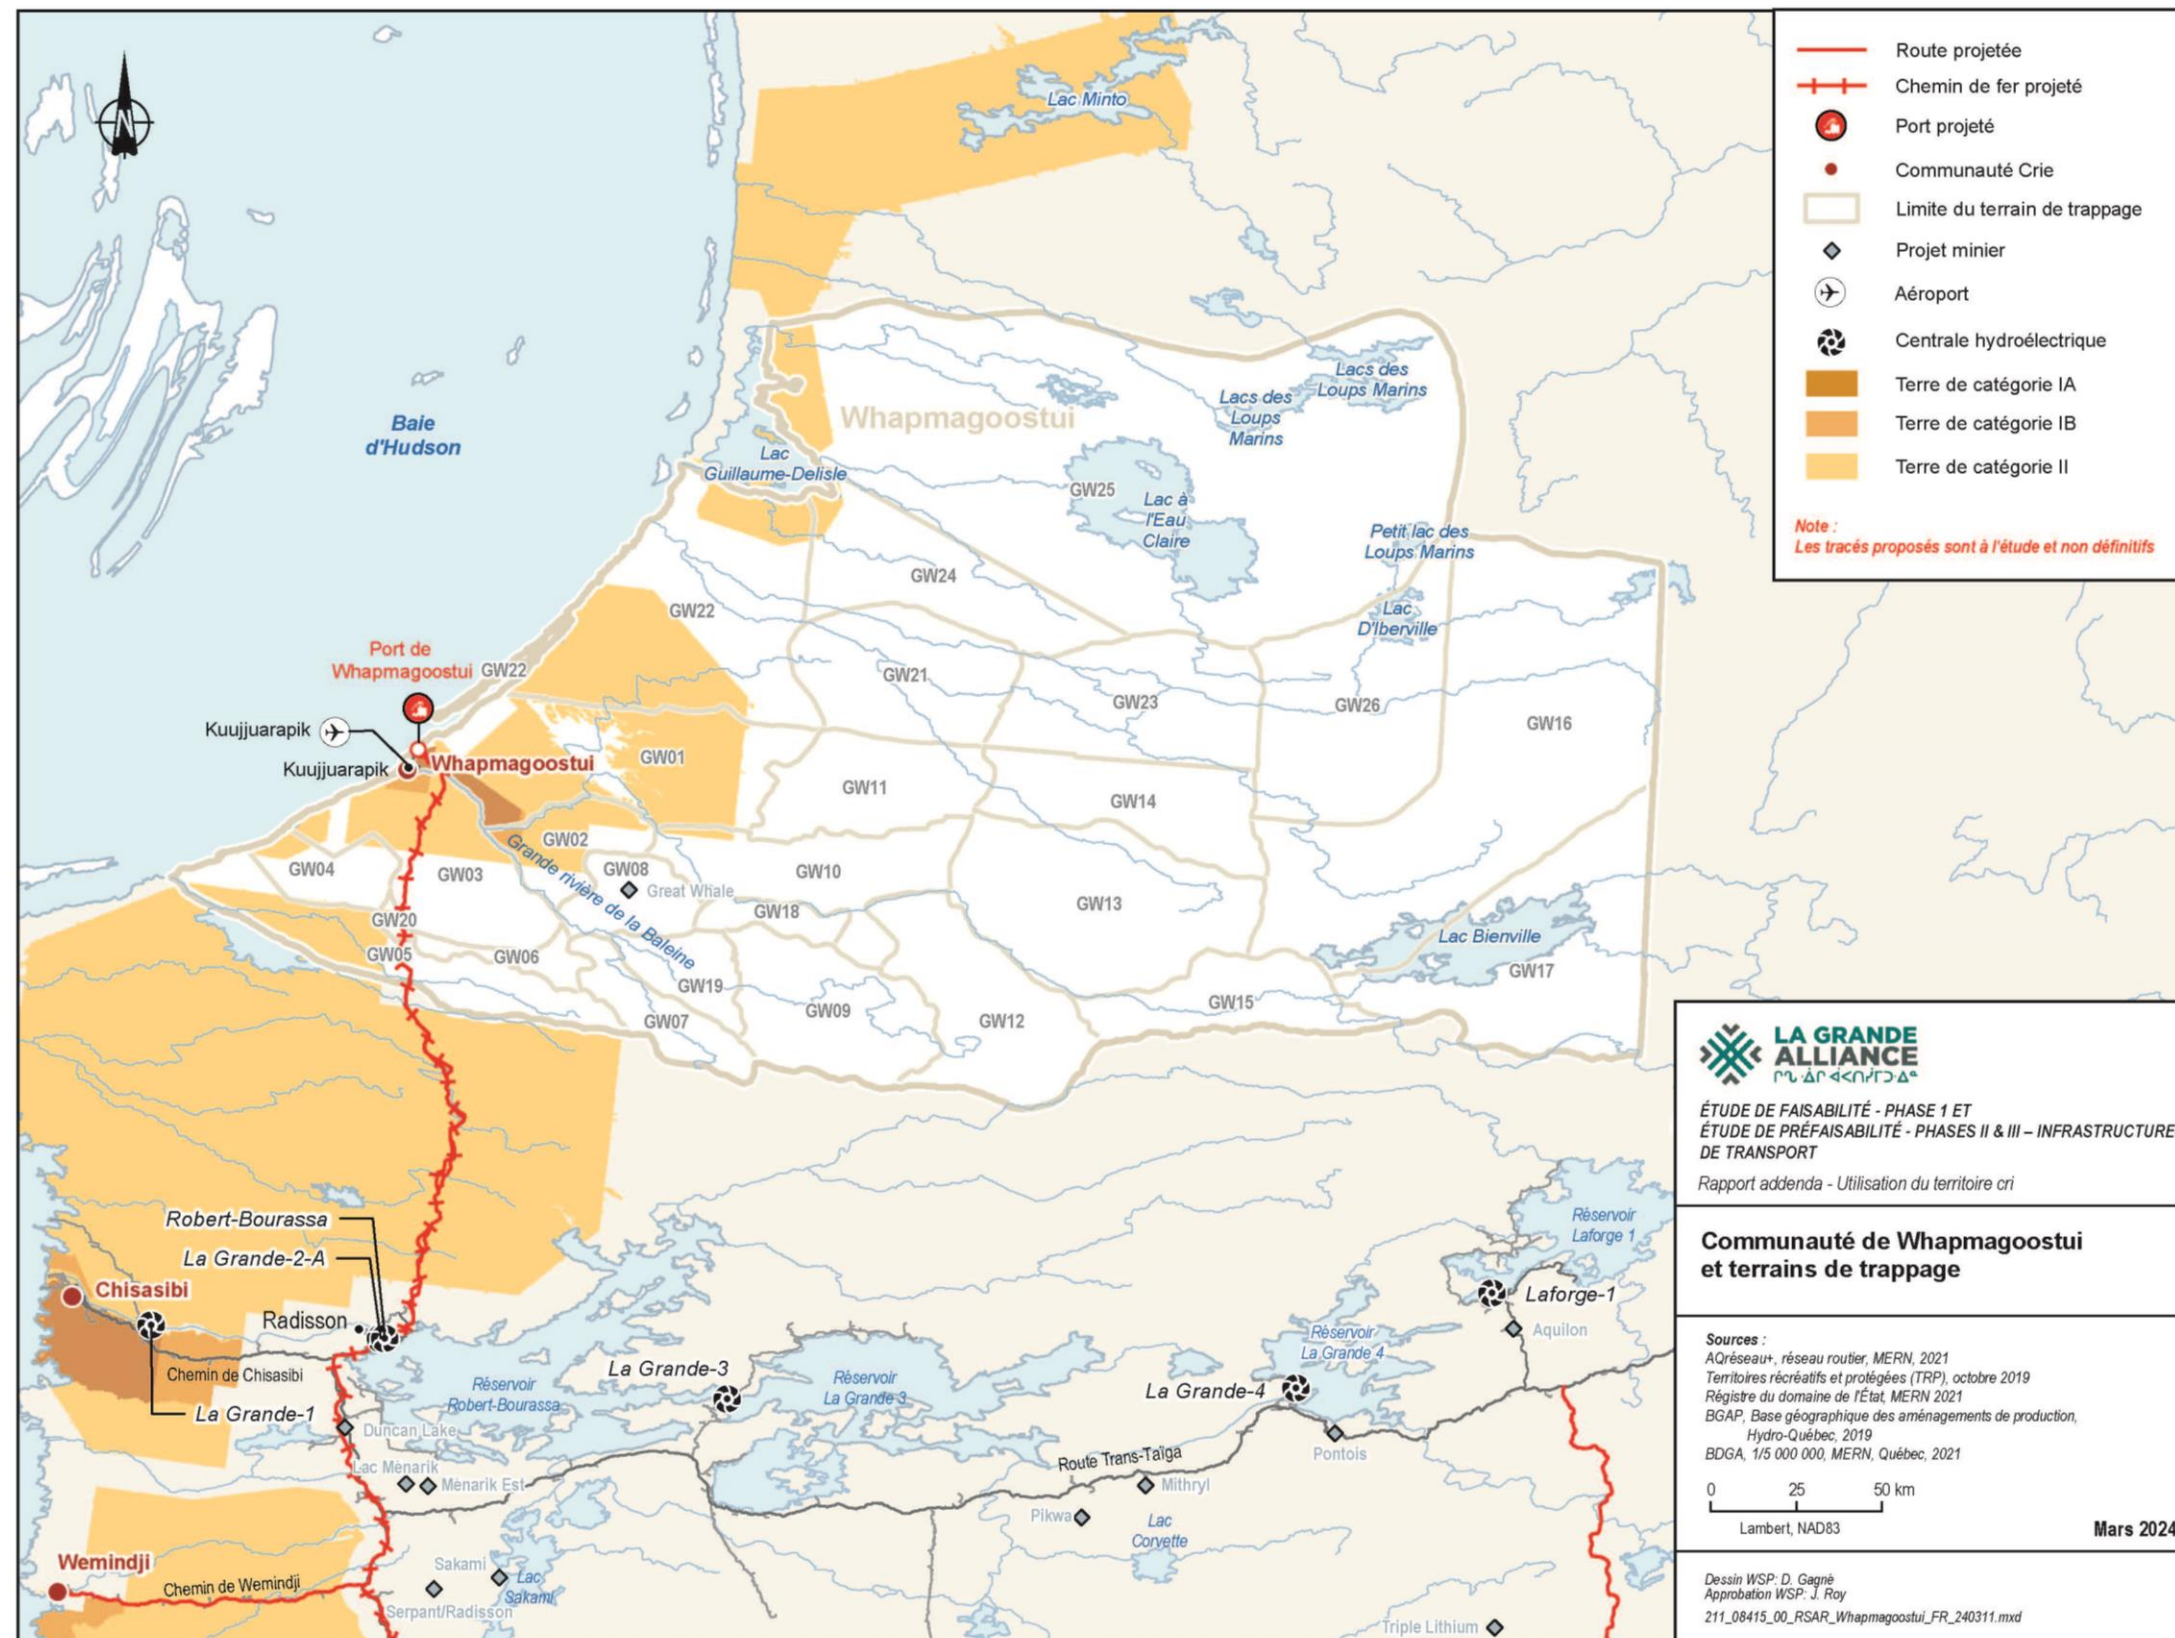 Route projetée
Chemin de fer projeté
Port projeté
Communauté Crie
Limite du terrain de trappage
Projet minier
Aéroport
Centrale hydroélectrique
Terre de catégorie IA
Terre de catégorie IB
Terre de catégorie II
Note :
Les tracés proposés sont à l'étude et non définitifs
N
Lac Minto
Baie
d'Hudson
Whapmagoostui
Lacs des
Loups Marins
Lacs des
Loups
Marins
Lac
Guillaume-Delisle
GW25
Lac à
l'Eau
Claire
Petit lac des
Loups Marins
GW24
GW22
Lac
D'Iberville
Port de
Whapmagoostui
GW22
GW21
GW23
GW26
GW16
Kuujjuarapik
Kuujjuarapik
Whapmagoostui
GW01
GW11
GW14
GW02
Grande rivière de la Baleine
GW04
GW03
GW08
Great Whale
GW10
GW18
GW13
GW20
GW05
GW06
GW19
GW07
GW09
GW12
GW15
Lac Bienville
GW17
Robert-Bourassa
La Grande-2-A
Chisasibi
Radisson
Chemin de Chisasibi
La Grande-1
Réservoir
Robert-Bourassa
La Grande-3
Réservoir
La Grande 3
Réservoir
La Grande 4
La Grande-4
Réservoir
Laforge 1
Laforge-1
Aquilon
Duncan Lake
Lac Ménarik
Ménarik Est
Route Trans-Taïga
Pontois
Mithryl
Pikwa
Lac
Corvette
Wemindji
Chemin de Wemindji
Sakami
Lac
Sakami
Serpant/Radisson
Triple Lithium
LA GRANDE
ALLIANCE
ÉTUDE DE FAISABILITÉ - PHASE 1 ET
ÉTUDE DE PRÉFAISABILITÉ - PHASES II & III – INFRASTRUCTURE
DE TRANSPORT
Rapport addenda - Utilisation du territoire cri
Communauté de Whapmagoostui
et terrains de trappage
Sources :
AQréseau+, réseau routier, MERN, 2021
Territoires récréatifs et protégées (TRP), octobre 2019
Régistre du domaine de l'État, MERN 2021
BGAP, Base géographique des aménagements de production,
Hydro-Québec, 2019
BDGA, 1/5 000 000, MERN, Québec, 2021
0 25 50 km
Lambert, NAD83
Mars 2024
Dessin WSP: D. Gagné
Approbation WSP: J. Roy
211_08415_00_RSAR_Whapmagoostui_FR_240311.mxd